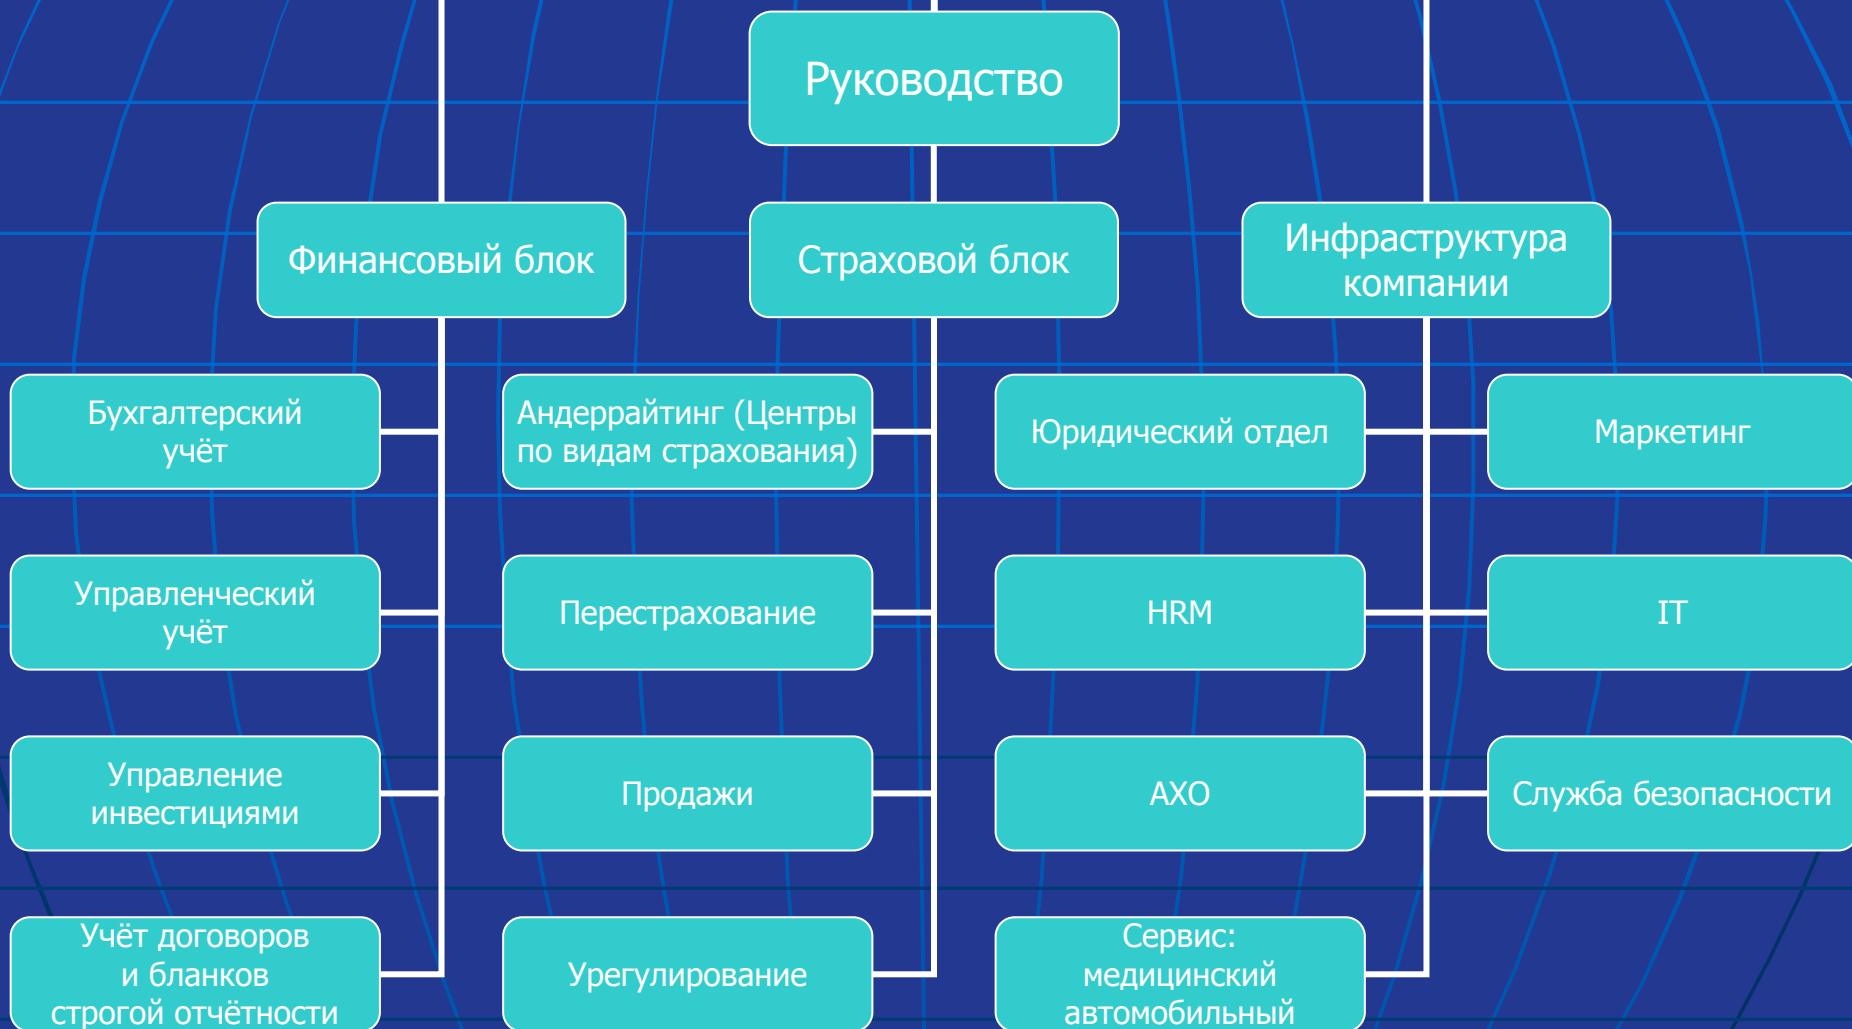 Руководство
Финансовый блок
Страховой блок
Инфраструктура
компании
Бухгалтерский
учёт
Андеррайтинг (Центры
по видам страхования)
Юридический отдел
Маркетинг
Управленческий
учёт
Перестрахование
HRM
IT
Управление
инвестициями
Продажи
АХО
Служба безопасности
Учёт договоров
и бланков
строгой отчётности
Урегулирование
Сервис:
медицинский
автомобильный